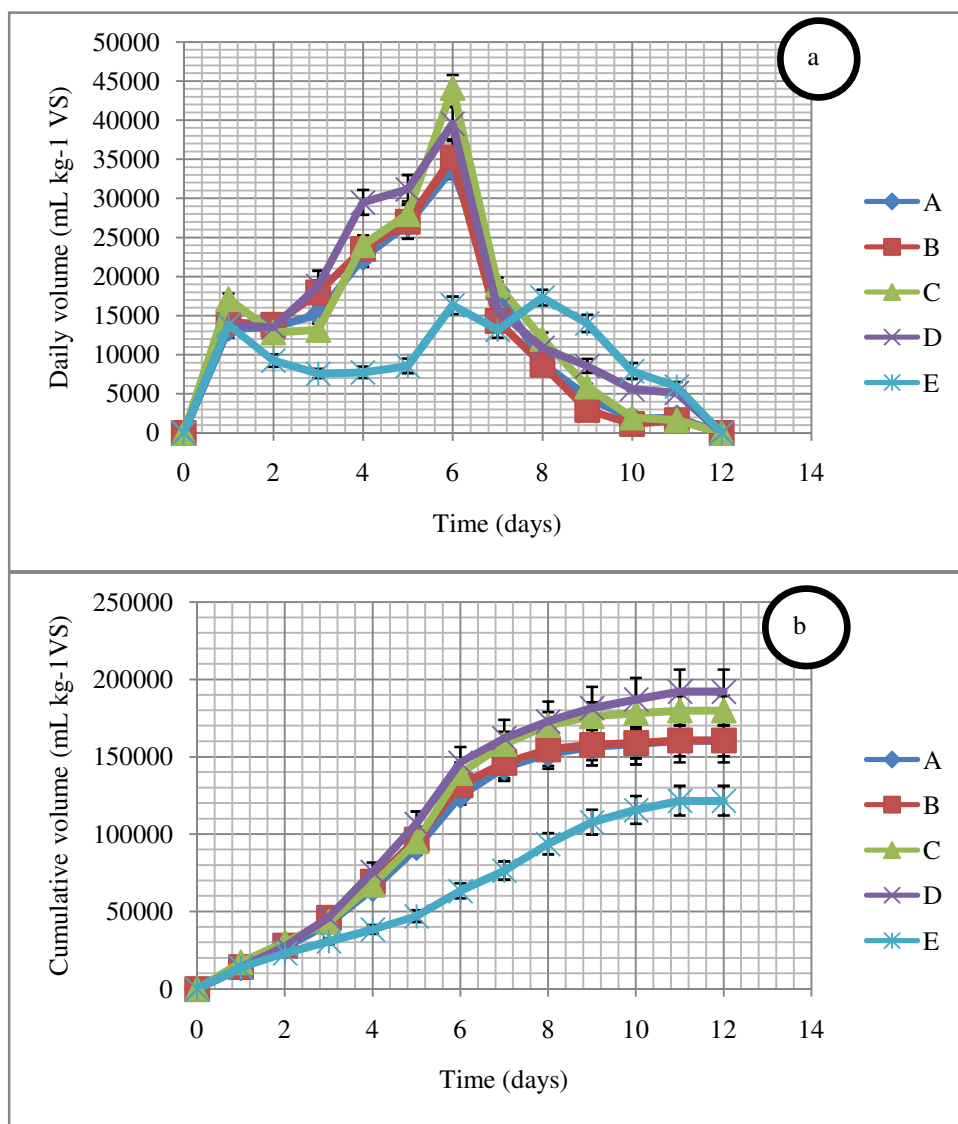 a
Daily volume (mL kg-1 VS)
50000
45000
40000
35000
30000
25000
20000
15000
10000
5000
0
0 2 4 6 8 10 12 14
Time (days)
A
B
C
D
E
b
Cumulative volume (mL kg-1VS)
250000
200000
150000
100000
50000
0
0 2 4 6 8 10 12 14
Time (days)
A
B
C
D
E